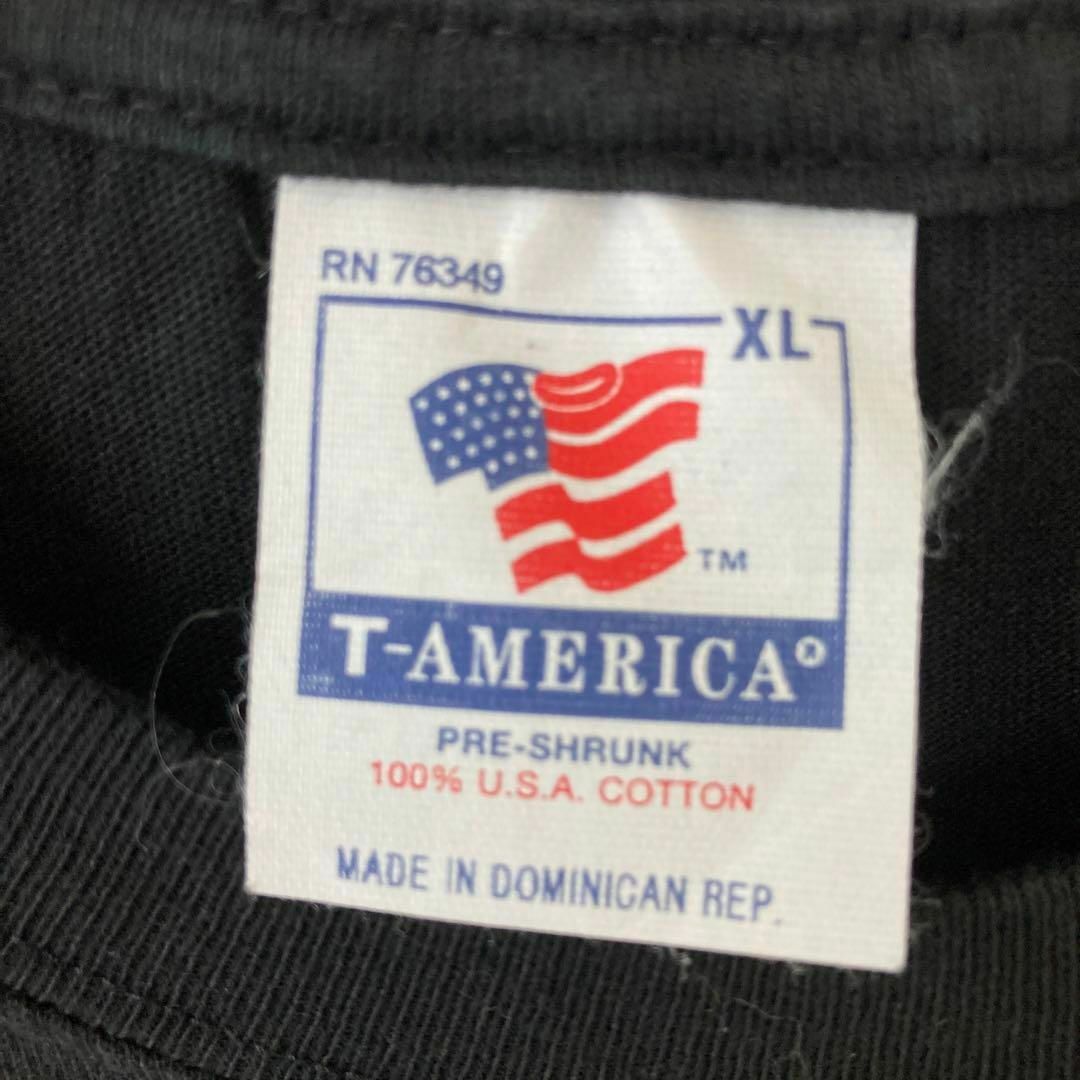 RN 76349
XL
TM
T-AMERICA®
PRE-SHRUNK
100% U.S.A. COTTON
MADE IN DOMINICAN REP.